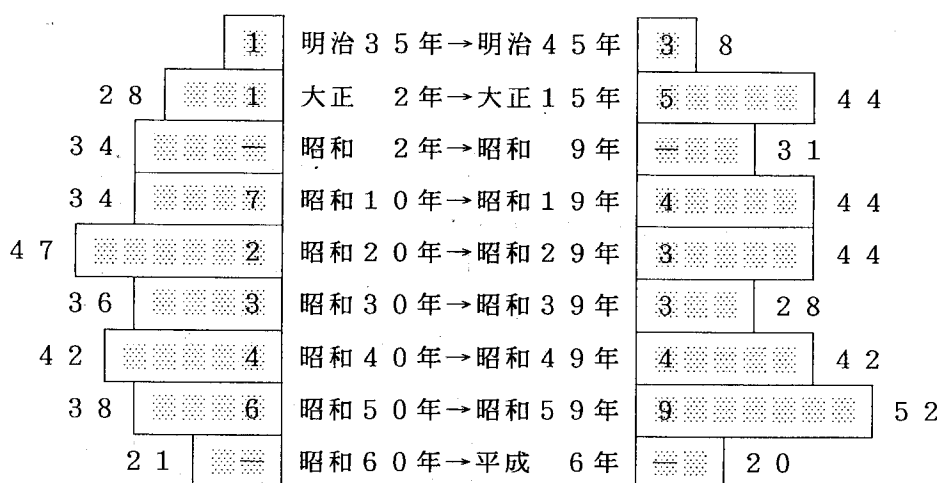 1 明治35年→明治45年 3 8
28 1 大正 2年→大正15年 5 44
34 － 昭和 2年→昭和 9年 － 31
34 7 昭和10年→昭和19年 4 44
47 2 昭和20年→昭和29年 3 44
36 3 昭和30年→昭和39年 3 28
42 4 昭和40年→昭和49年 4 42
38 6 昭和50年→昭和59年 9 52
21 － 昭和60年→平成 6年 － 20